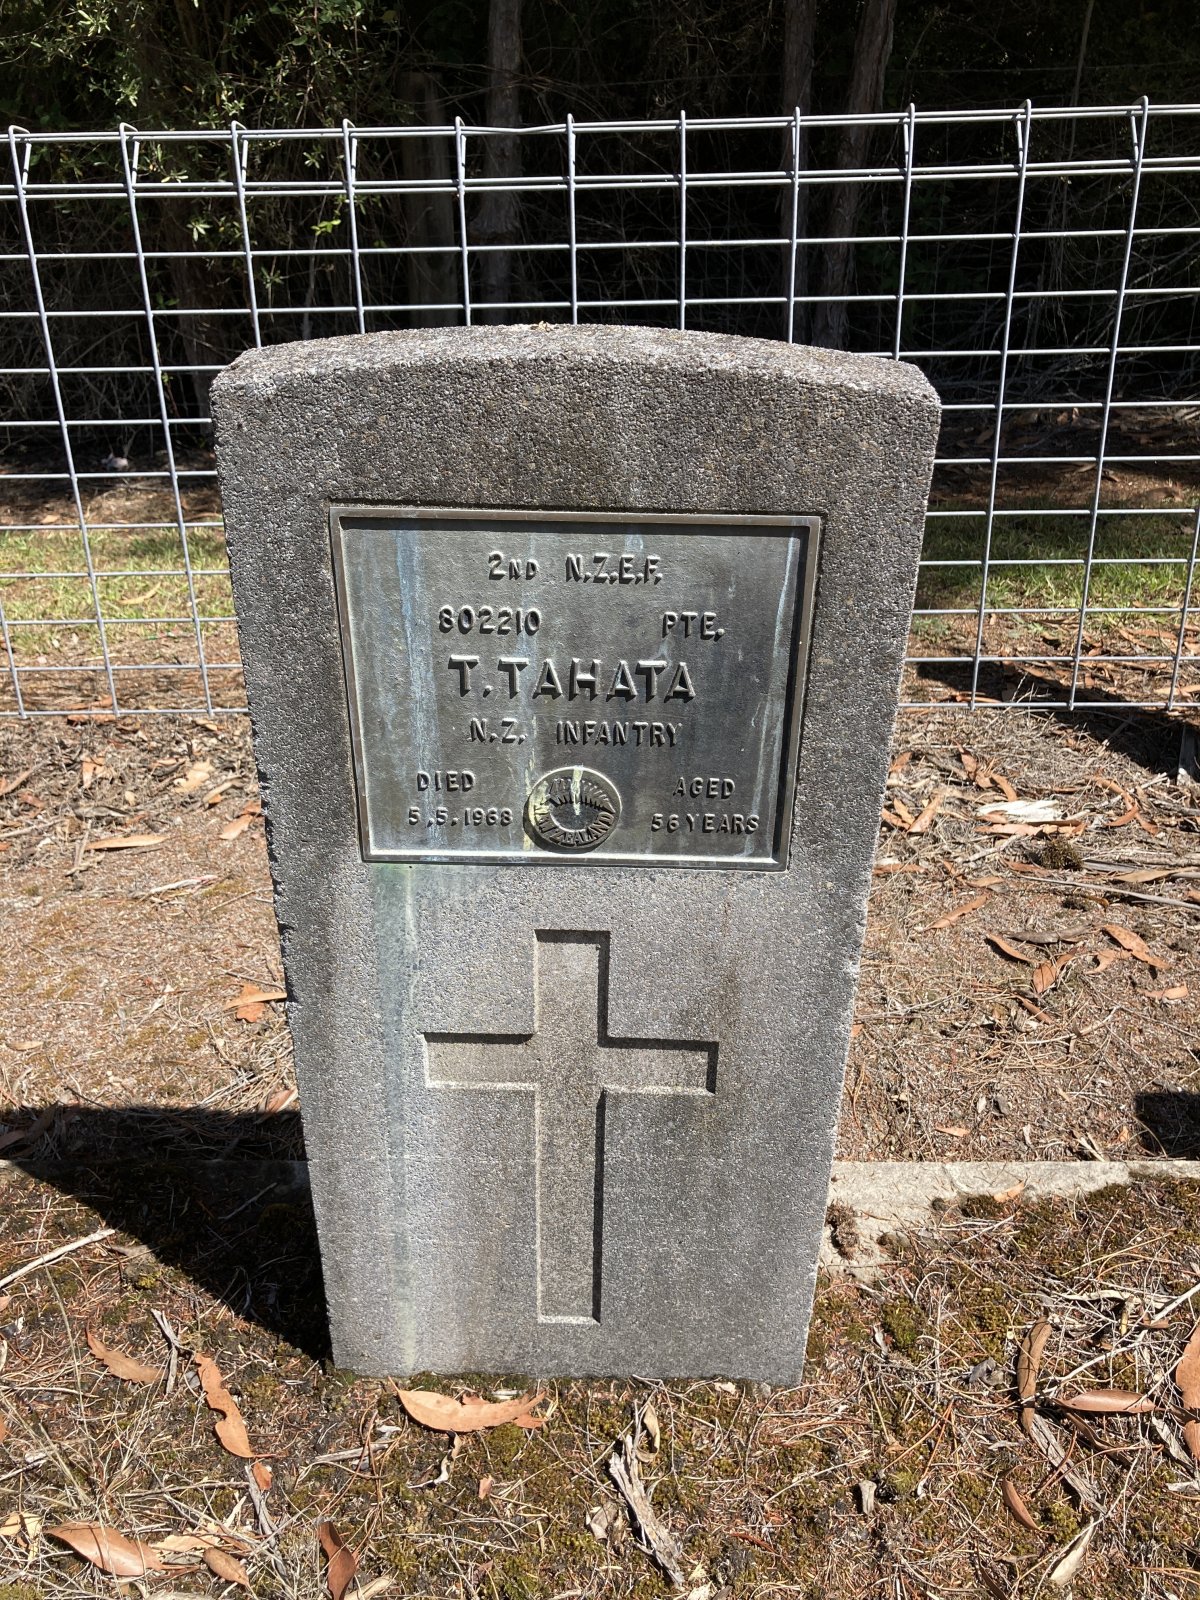 2ND N.Z.E.F.
802210 PTE.
T. TAHATA
N.Z. INFANTRY
DIED AGED
5.5.1968 56 YEARS
NEW ZEALAND